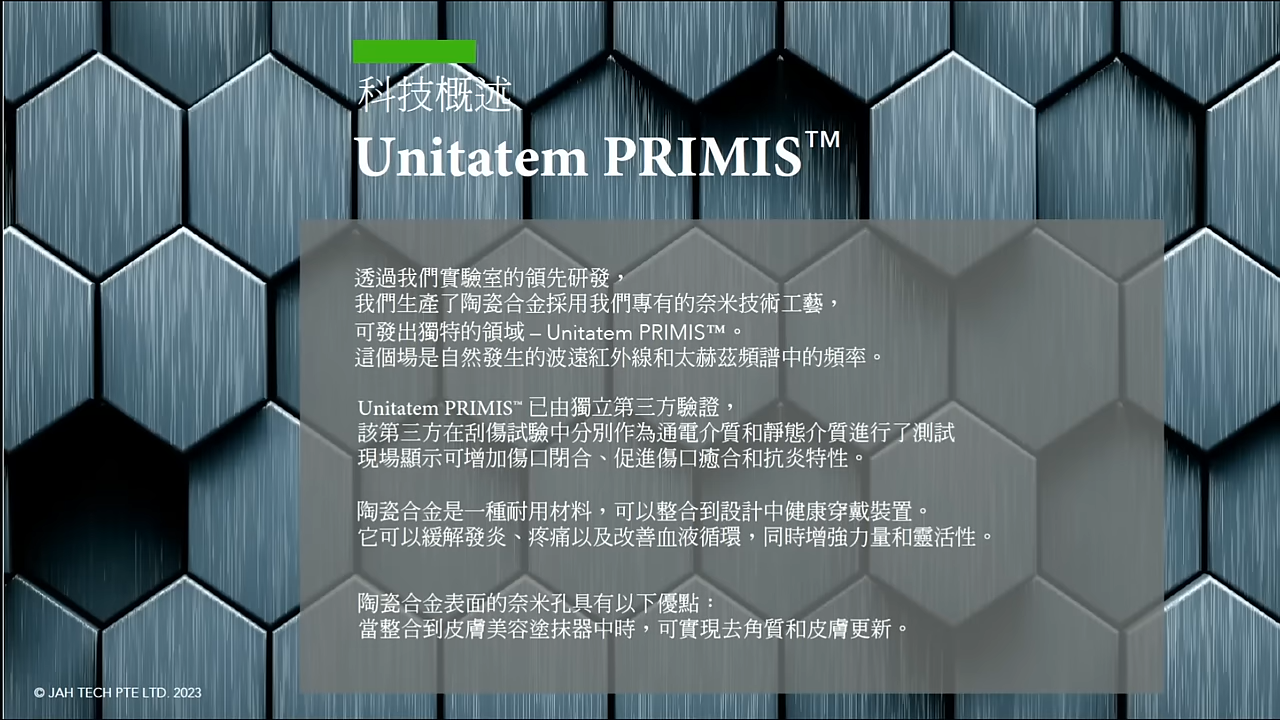 科技概述
Unitatem PRIMIS™
透過我們實驗室的領先研發，
我們生產了陶瓷合金採用我們專有的奈米技術工藝，
可發出獨特的領域 – Unitatem PRIMIS™。
這個場是自然發生的波遠紅外線和太赫茲頻譜中的頻率。
Unitatem PRIMIS™ 已由獨立第三方驗證，
該第三方在刮傷試驗中分別作為通電介質和靜態介質進行了測試
現場顯示可增加傷口閉合、促進傷口癒合和抗炎特性。
陶瓷合金是一種耐用材料，可以整合到設計中健康穿戴裝置。
它可以緩解發炎、疼痛以及改善血液循環，同時增強力量和靈活性。
陶瓷合金表面的奈米孔具有以下優點：
當整合到皮膚美容塗抹器中時，可實現去角質和皮膚更新。
© JAH TECH PTE LTD. 2023